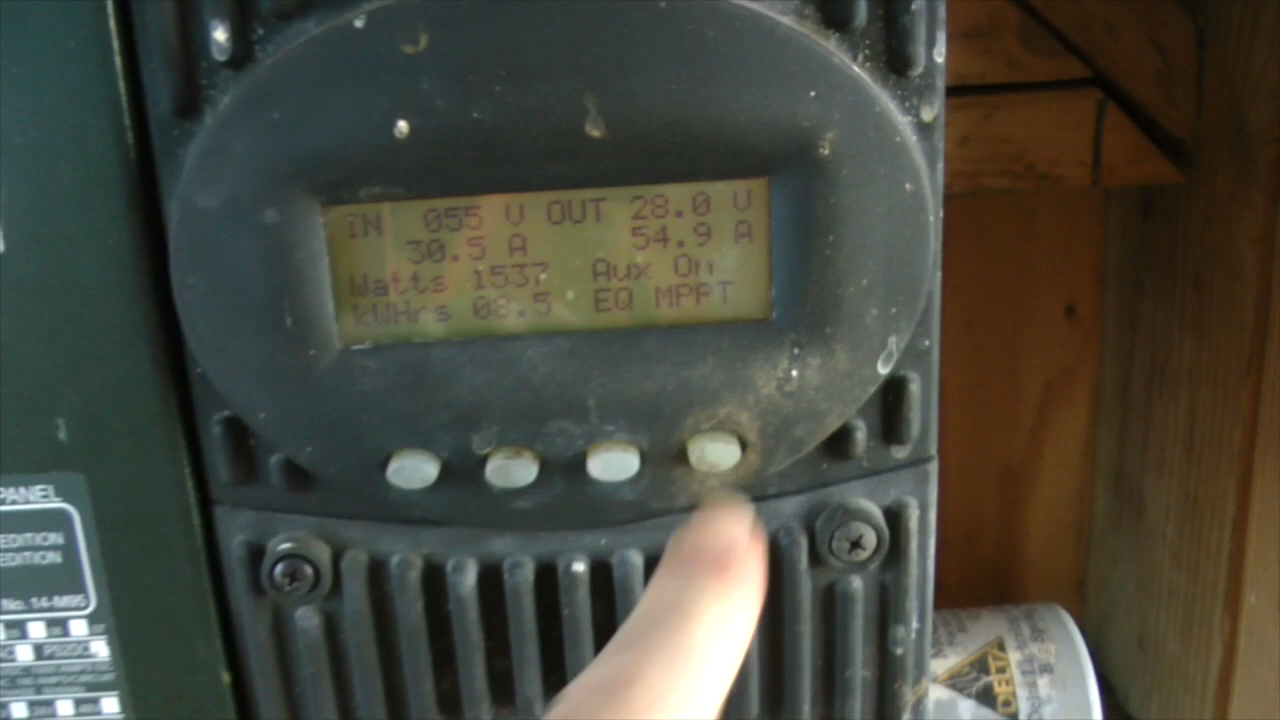 IN 055 V OUT 28.0 V
30.5 A 54.9 A
Watts 1537 Aux On
kWHrs 08.5 EQ MPPT
PANEL
EDITION
EDITION
No. 14-M95
DELTA